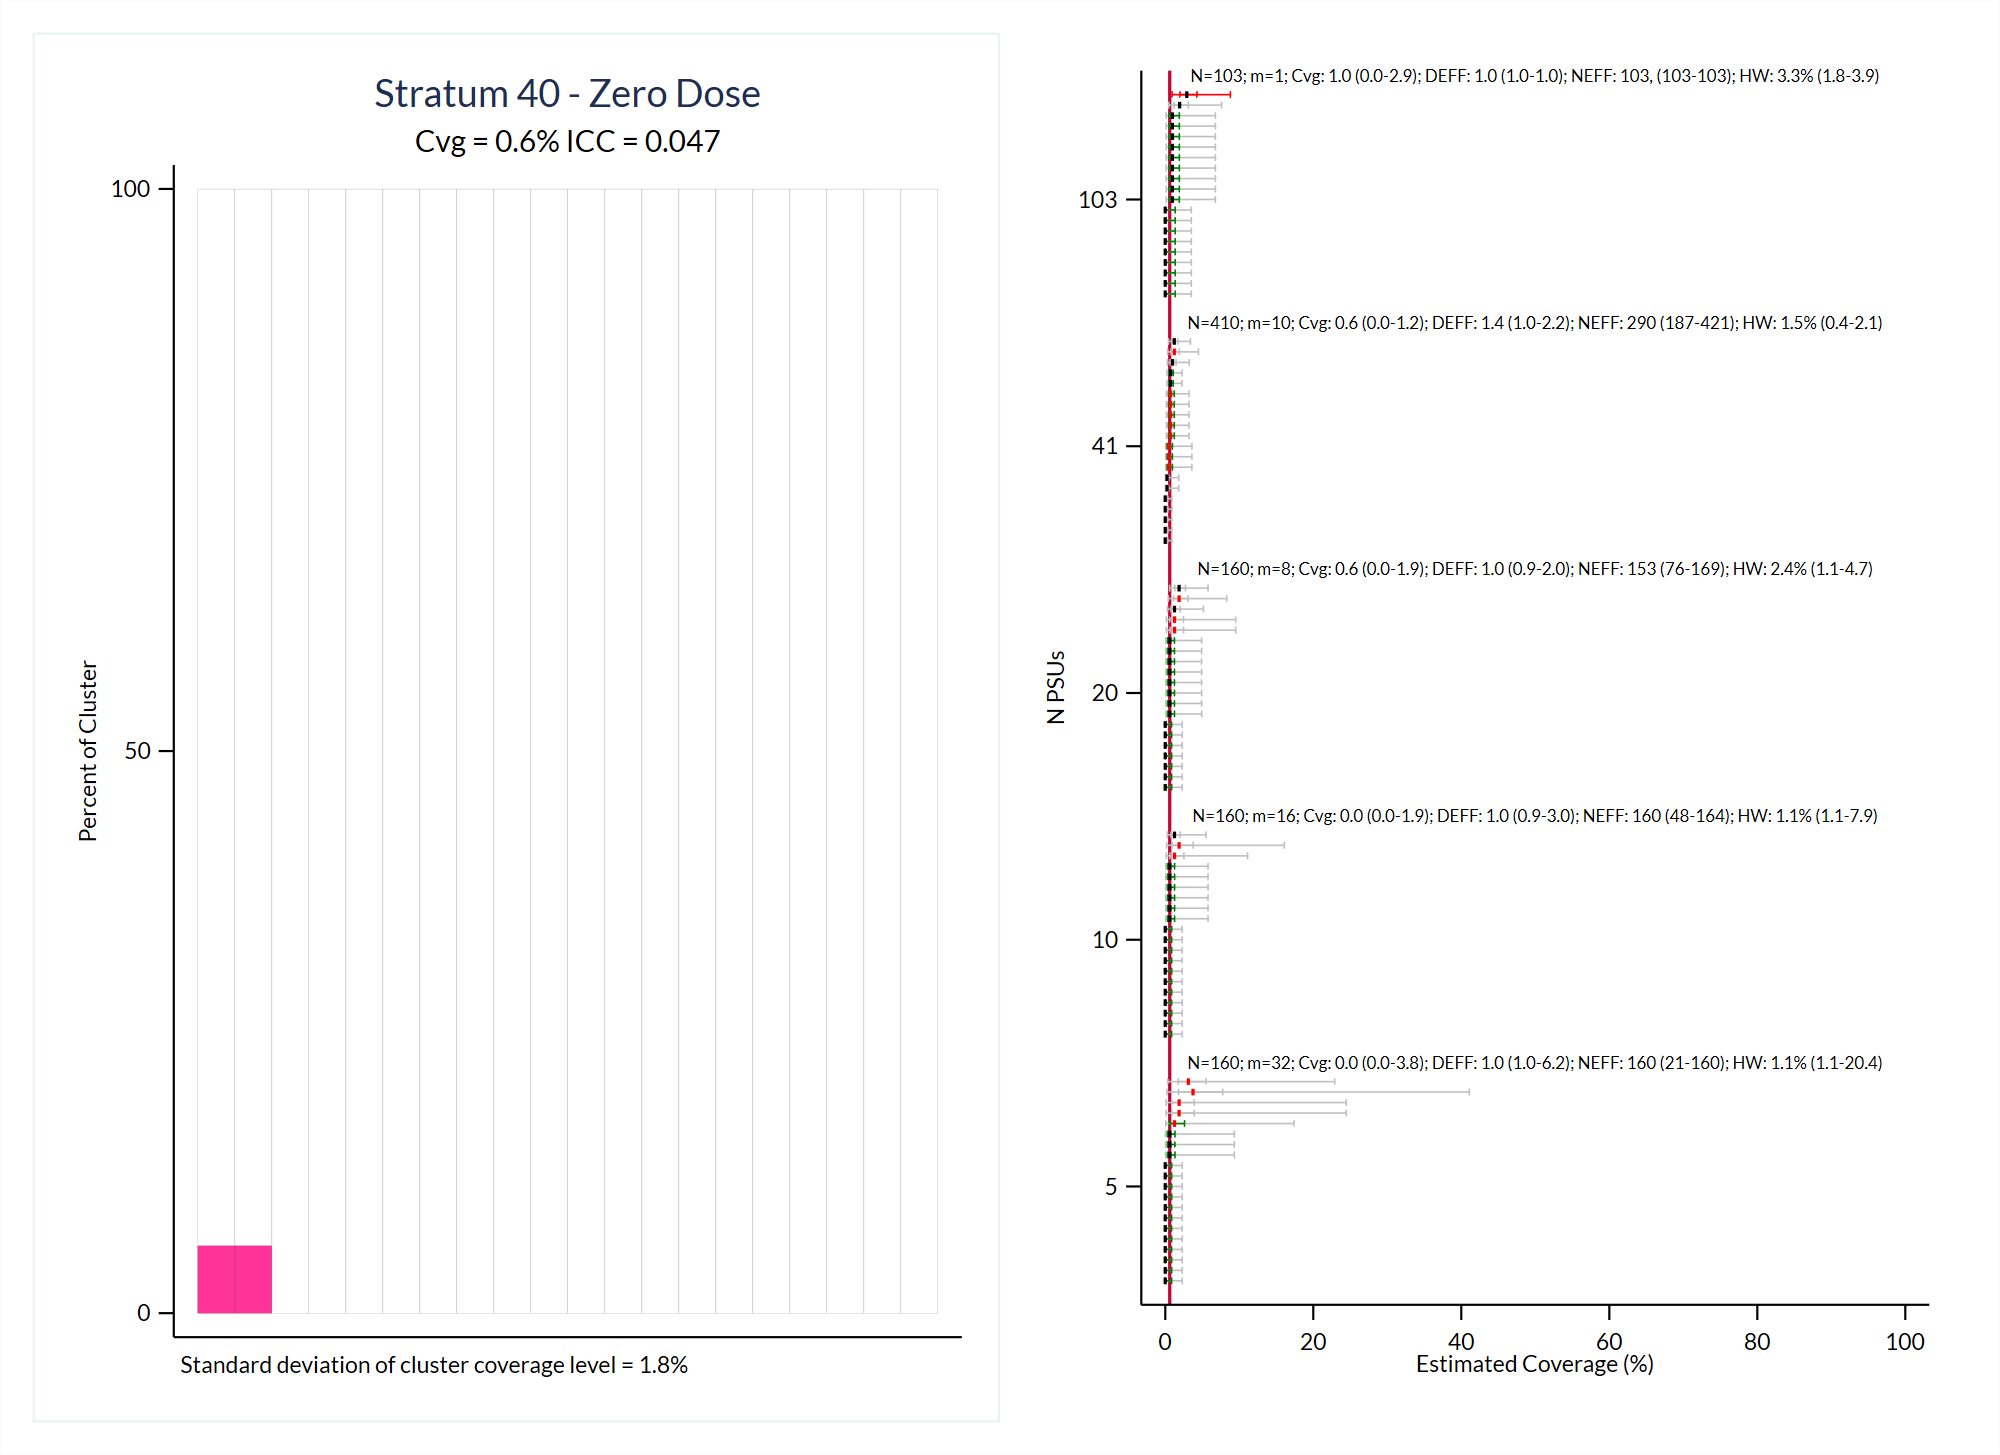 Stratum 40 - Zero Dose
Cvg = 0.6% ICC = 0.047
100
50
0
Percent of Cluster
Standard deviation of cluster coverage level = 1.8%
N=103; m=1; Cvg: 1.0 (0.0-2.9); DEFF: 1.0 (1.0-1.0); NEFF: 103, (103-103); HW: 3.3% (1.8-3.9)
103
N=410; m=10; Cvg: 0.6 (0.0-1.2); DEFF: 1.4 (1.0-2.2); NEFF: 290 (187-421); HW: 1.5% (0.4-2.1)
41
N=160; m=8; Cvg: 0.6 (0.0-1.9); DEFF: 1.0 (0.9-2.0); NEFF: 153 (76-169); HW: 2.4% (1.1-4.7)
20
N PSUs
N=160; m=16; Cvg: 0.0 (0.0-1.9); DEFF: 1.0 (0.9-3.0); NEFF: 160 (48-164); HW: 1.1% (1.1-7.9)
10
N=160; m=32; Cvg: 0.0 (0.0-3.8); DEFF: 1.0 (1.0-6.2); NEFF: 160 (21-160); HW: 1.1% (1.1-20.4)
5
0 20 40 60 80 100
Estimated Coverage (%)